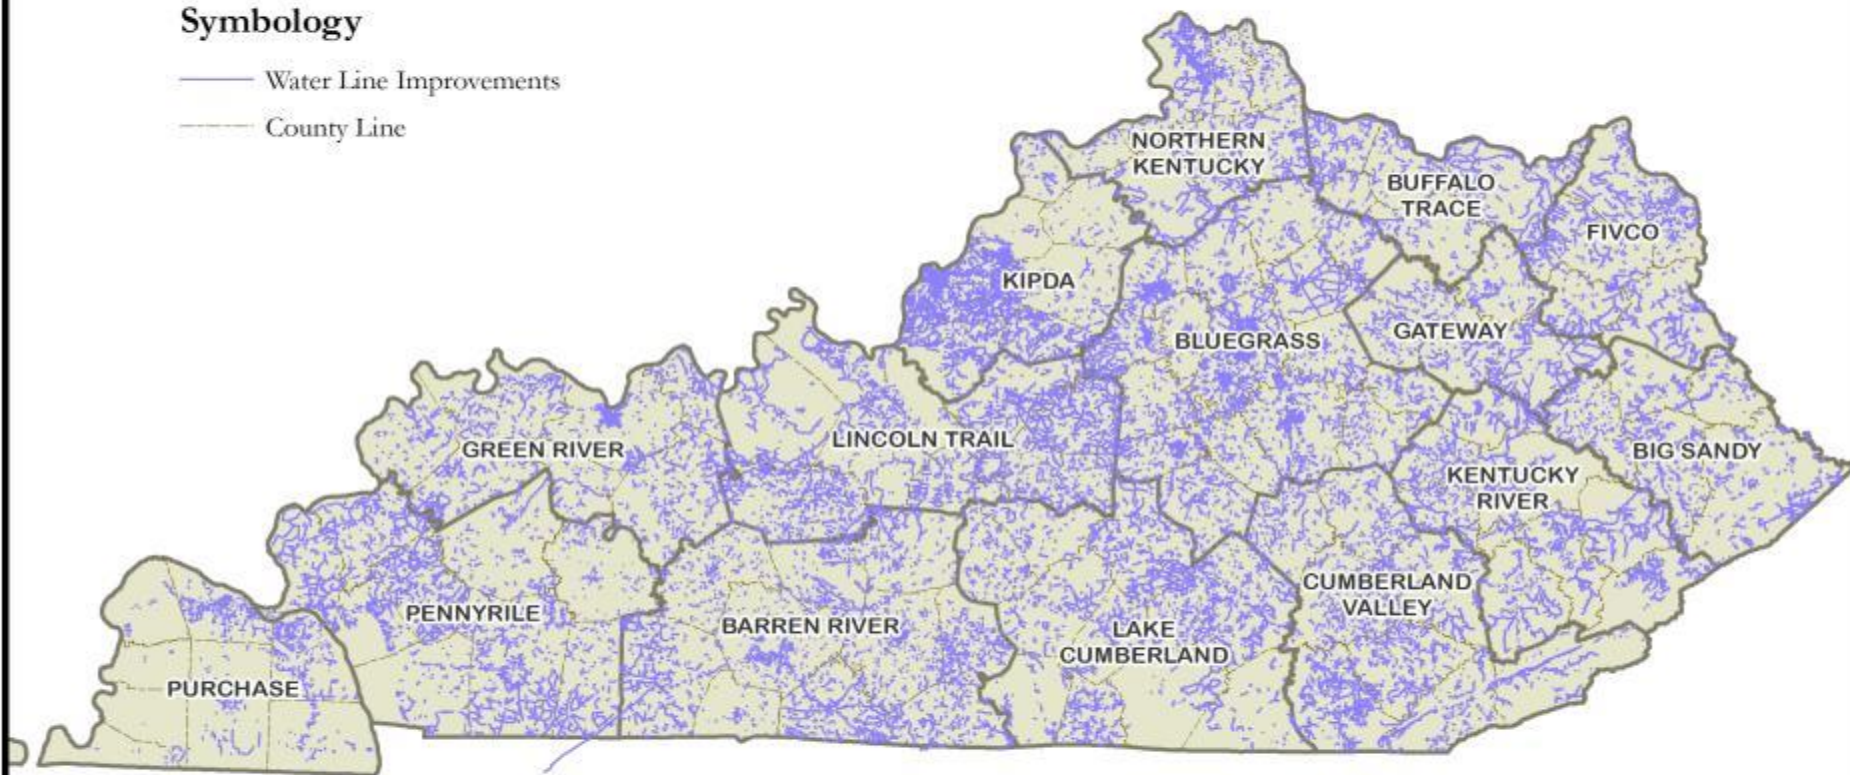 Symbology
Water Line Improvements
County Line
NORTHERN
KENTUCKY
BUFFALO
TRACE
FIVCO
KIPDA
BLUEGRASS
GATEWAY
GREEN RIVER
LINCOLN TRAIL
BIG SANDY
KENTUCKY
RIVER
PENNYRILE
BARREN RIVER
CUMBERLAND
VALLEY
LAKE
CUMBERLAND
PURCHASE